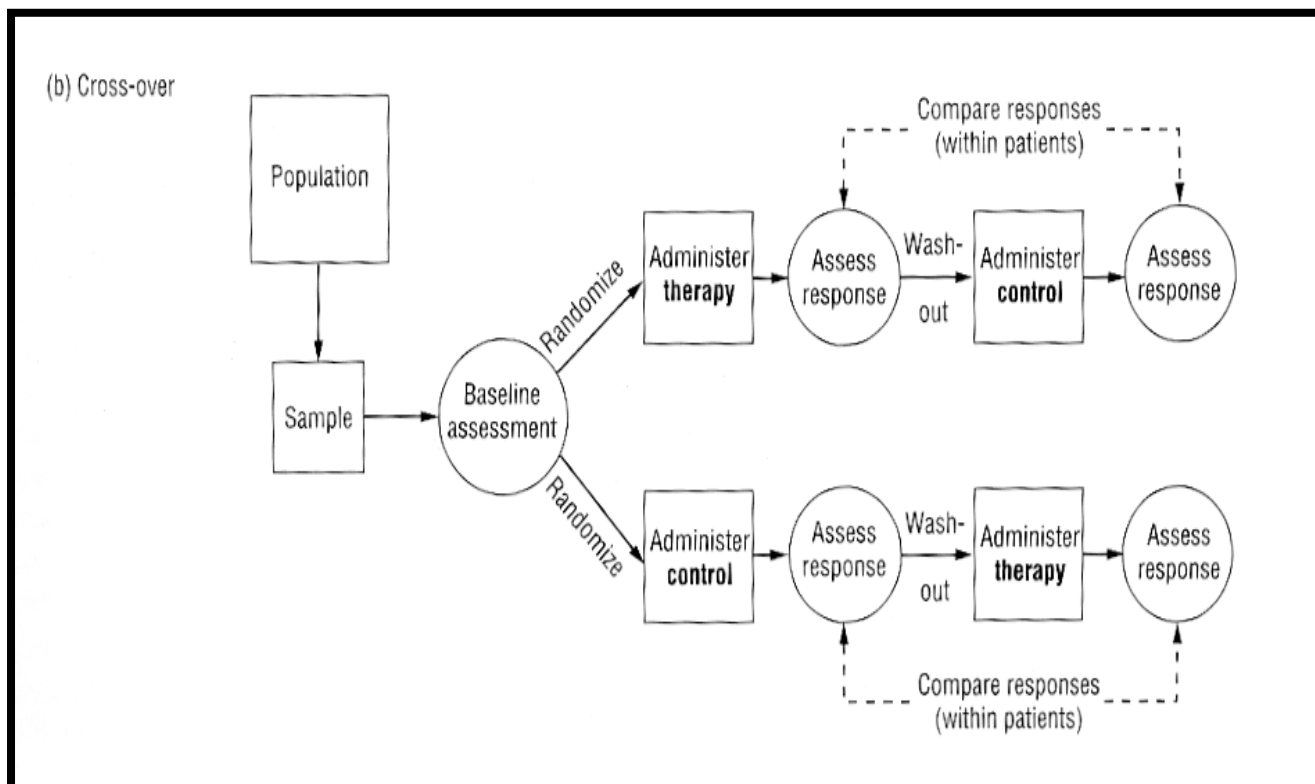 (b) Cross-over
Population
Sample
Baseline
assessment
Randomize
Administer
therapy
Assess
response
Wash-
out
Administer
control
Assess
response
Compare responses
(within patients)
Randomize
Administer
control
Assess
response
Wash-
out
Administer
therapy
Assess
response
Compare responses
(within patients)